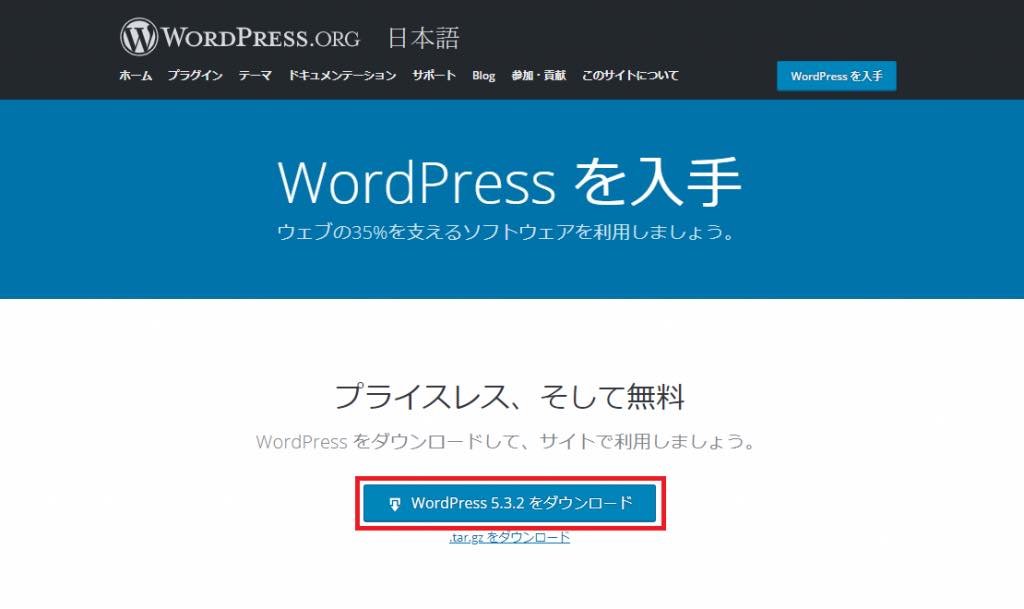 WORDPRESS.ORG 日本語
ホーム プラグイン テーマ ドキュメンテーション サポート Blog 参加・貢献 このサイトについて WordPress を入手
WordPress を入手
ウェブの35%を支えるソフトウェアを利用しましょう。
プライスレス、そして無料
WordPress をダウンロードして、サイトで利用しましょう。
WordPress 5.3.2 をダウンロード
.tar.gz をダウンロード